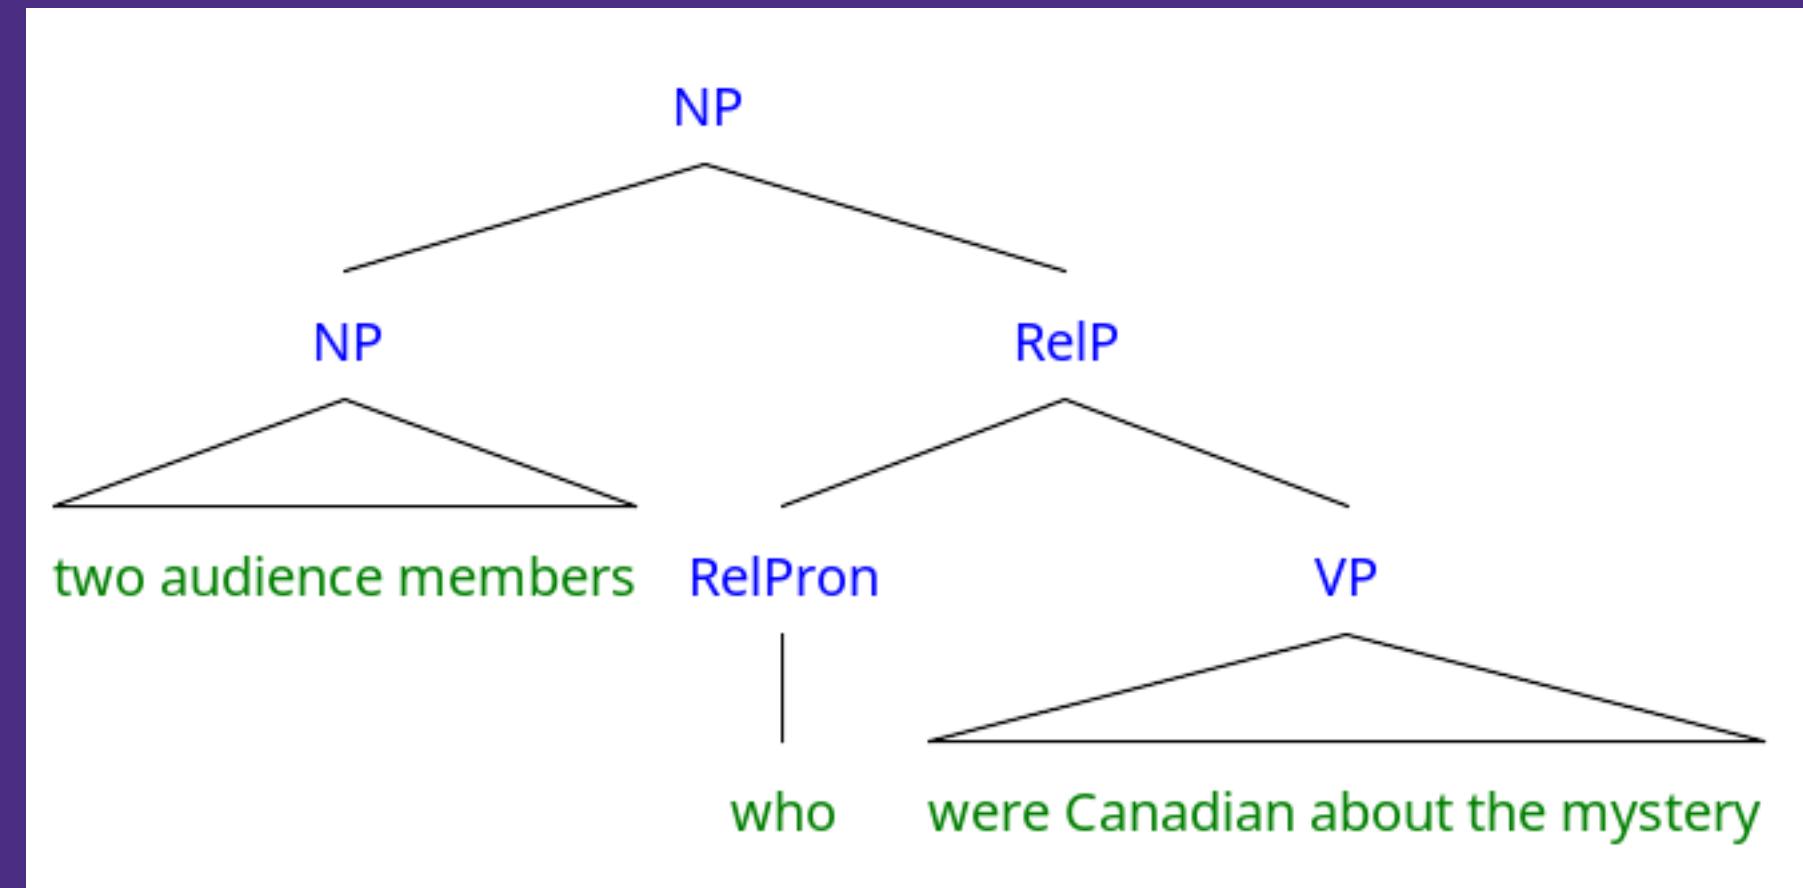 NP
NP RelP
two audience members RelPron VP
who were Canadian about the mystery